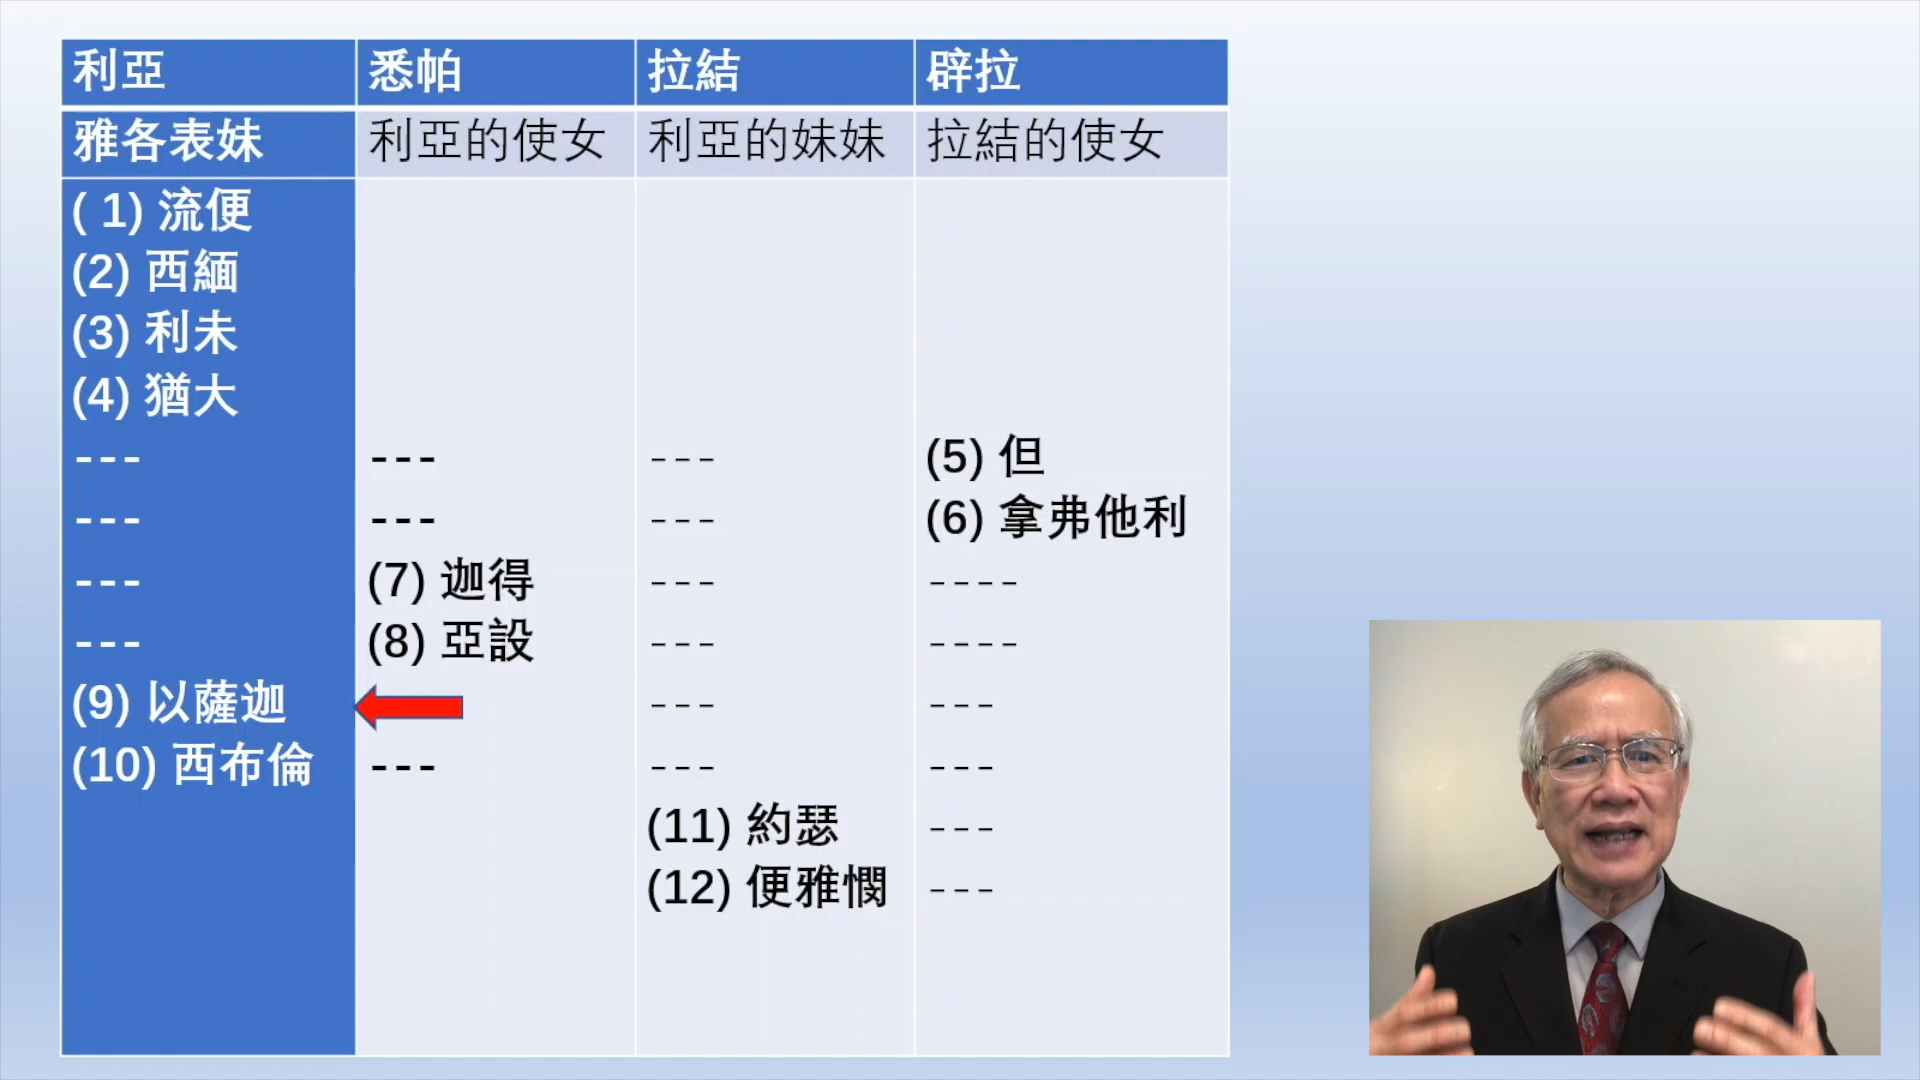 利亞 悉帕 拉結 辟拉
雅各表妹 利亞的使女 利亞的妹妹 拉結的使女
( 1) 流便
(2) 西緬
(3) 利未
(4) 猶大
--- --- --- (5) 但
--- --- --- (6) 拿弗他利
--- (7) 迦得 --- ----
--- (8) 亞設 --- ----
(9) 以薩迦 --- ---
(10) 西布倫 --- --- ---
(11) 約瑟 ---
(12) 便雅憫 ---